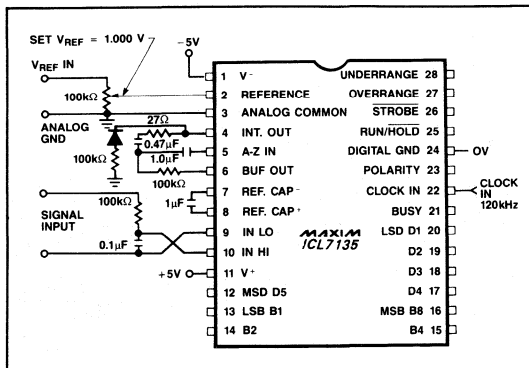 SET VREF = 1.000 V
VREF IN
100kΩ
ANALOG
GND
100kΩ
27Ω
0.47μF
1.0μF
100kΩ
100kΩ
1μF
SIGNAL
INPUT
0.1μF
-5V
+5V
1 V-
2 REFERENCE
3 ANALOG COMMON
4 INT. OUT
5 A-Z IN
6 BUF OUT
7 REF. CAP-
8 REF. CAP+
9 IN LO
10 IN HI
11 V+
12 MSD D5
13 LSB B1
14 B2
MAXIM
ICL7135
UNDERRANGE 28
OVERRANGE 27
STROBE 26
RUN/HOLD 25
DIGITAL GND 24
0V
POLARITY 23
CLOCK IN 22
CLOCK
IN
120kHz
BUSY 21
LSD D1 20
D2 19
D3 18
D4 17
MSB B8 16
B4 15